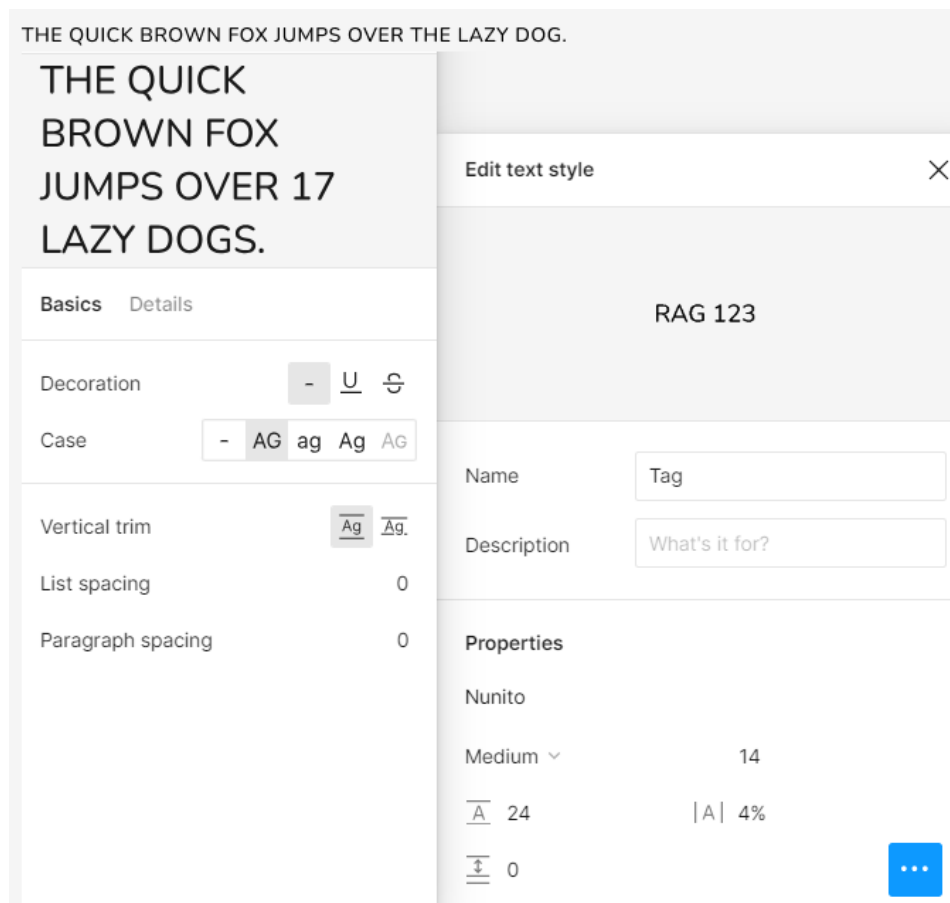 THE QUICK BROWN FOX JUMPS OVER THE LAZY DOG.
THE QUICK
BROWN FOX
JUMPS OVER 17
LAZY DOGS.
Basics Details
Decoration - U S
Case - AG ag Ag AG
Vertical trim Ag Ag
List spacing 0
Paragraph spacing 0
Edit text style
RAG 123
Name Tag
Description What's it for?
Properties
Nunito
Medium 14
A 24 |A| 4%
0